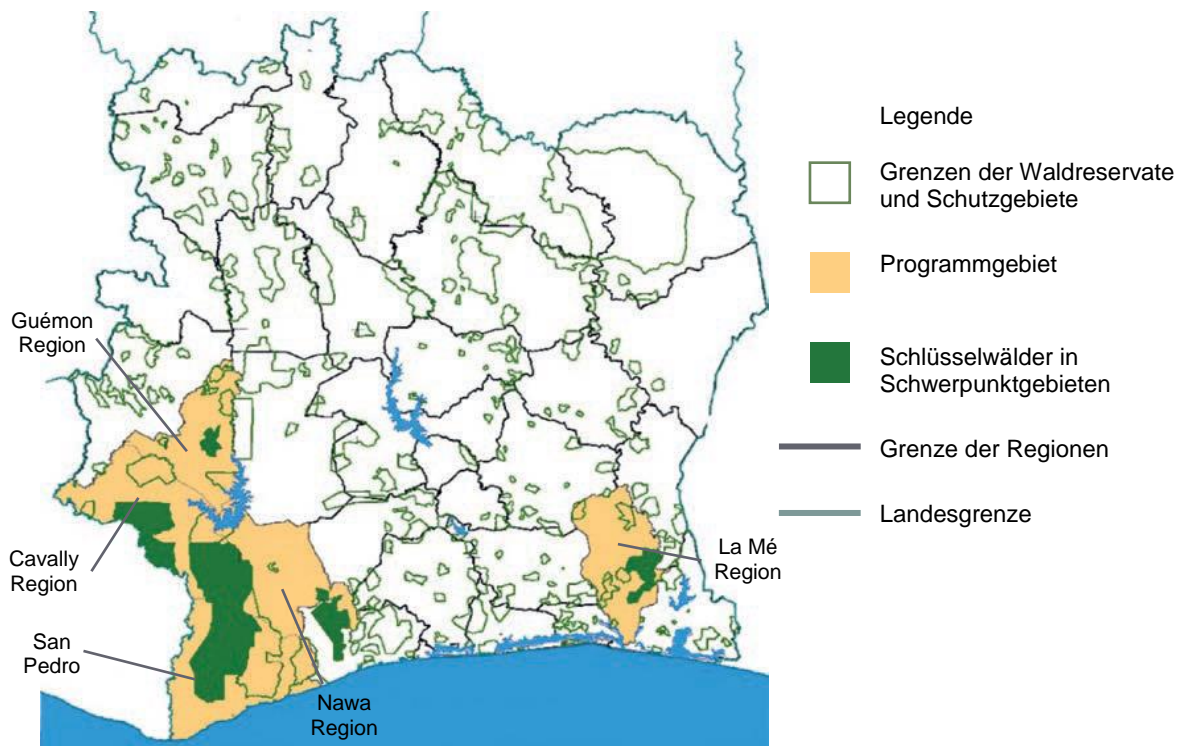 Legende
Grenzen der Waldreservate
und Schutzgebiete
Programmgebiet
Schlüsselwälder in
Schwerpunktgebieten
Grenze der Regionen
Landesgrenze
Guémon
Region
Cavally
Region
San
Pedro
Nawa
Region
La Mé
Region